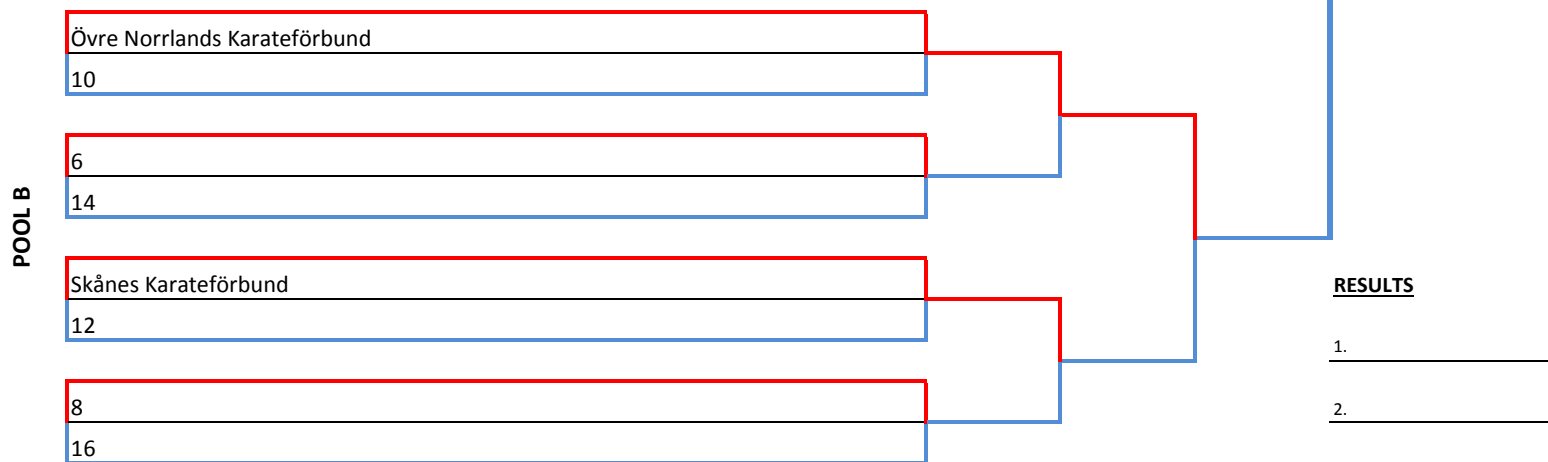 POOL B
Övre Norrlands Karateförbund
10
6
14
Skånes Karateförbund
12
8
16
RESULTS
1.
2.